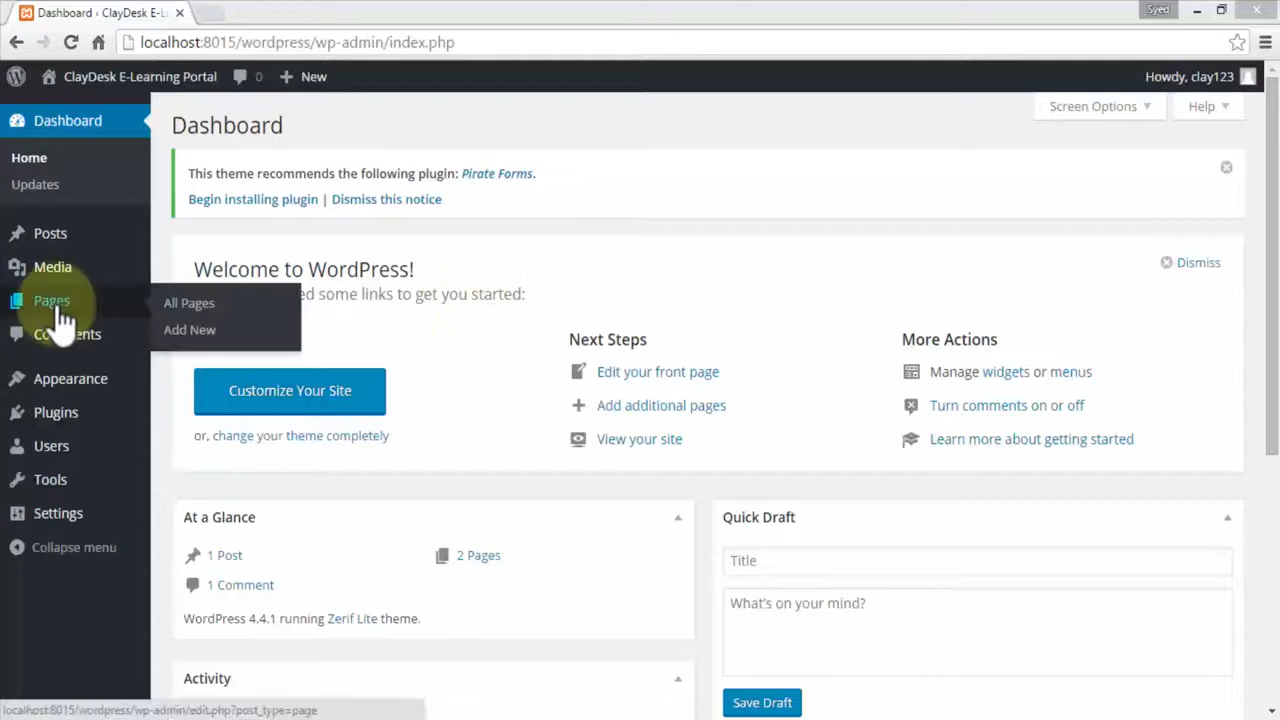 Dashboard ‹ ClayDesk E-L
Syed
localhost:8015/wordpress/wp-admin/index.php
ClayDesk E-Learning Portal 0 New
Howdy, clay123
Dashboard
Home
Updates
Posts
Media
Pages
Comments
Appearance
Plugins
Users
Tools
Settings
Collapse menu
All Pages
Add New
Screen Options
Help
Dashboard
This theme recommends the following plugin: Pirate Forms.
Begin installing plugin | Dismiss this notice
Welcome to WordPress!
Dismiss
ed some links to get you started:
Customize Your Site
or, change your theme completely
Next Steps
Edit your front page
Add additional pages
View your site
More Actions
Manage widgets or menus
Turn comments on or off
Learn more about getting started
At a Glance
1 Post
2 Pages
1 Comment
WordPress 4.4.1 running Zerif Lite theme.
Activity
Quick Draft
Title
What's on your mind?
Save Draft
localhost:8015/wordpress/wp-admin/edit.php?post_type=page